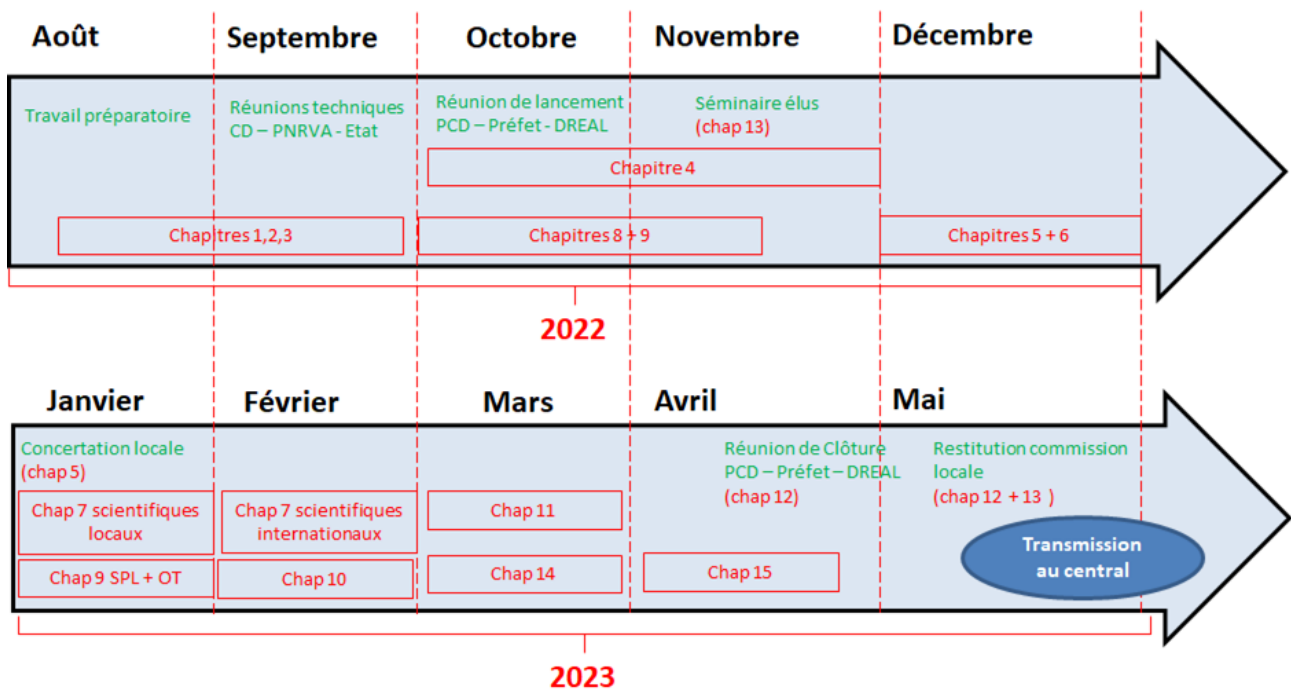 Août
Septembre
Octobre
Novembre
Décembre
Travail préparatoire
Réunions techniques
CD – PNRVA - Etat
Réunion de lancement
PCD – Préfet - DREAL
Séminaire élus
(chap 13)
Chapitre 4
Chapitres 1,2,3
Chapitres 8 + 9
Chapitres 5 + 6
2022
Janvier
Février
Mars
Avril
Mai
Concertation locale
(chap 5)
Réunion de Clôture
PCD – Préfet – DREAL
(chap 12)
Restitution commission
locale
(chap 12 + 13 )
Chap 7 scientifiques
locaux
Chap 7 scientifiques
internationaux
Chap 11
Chap 9 SPL + OT
Chap 10
Chap 14
Chap 15
Transmission
au central
2023